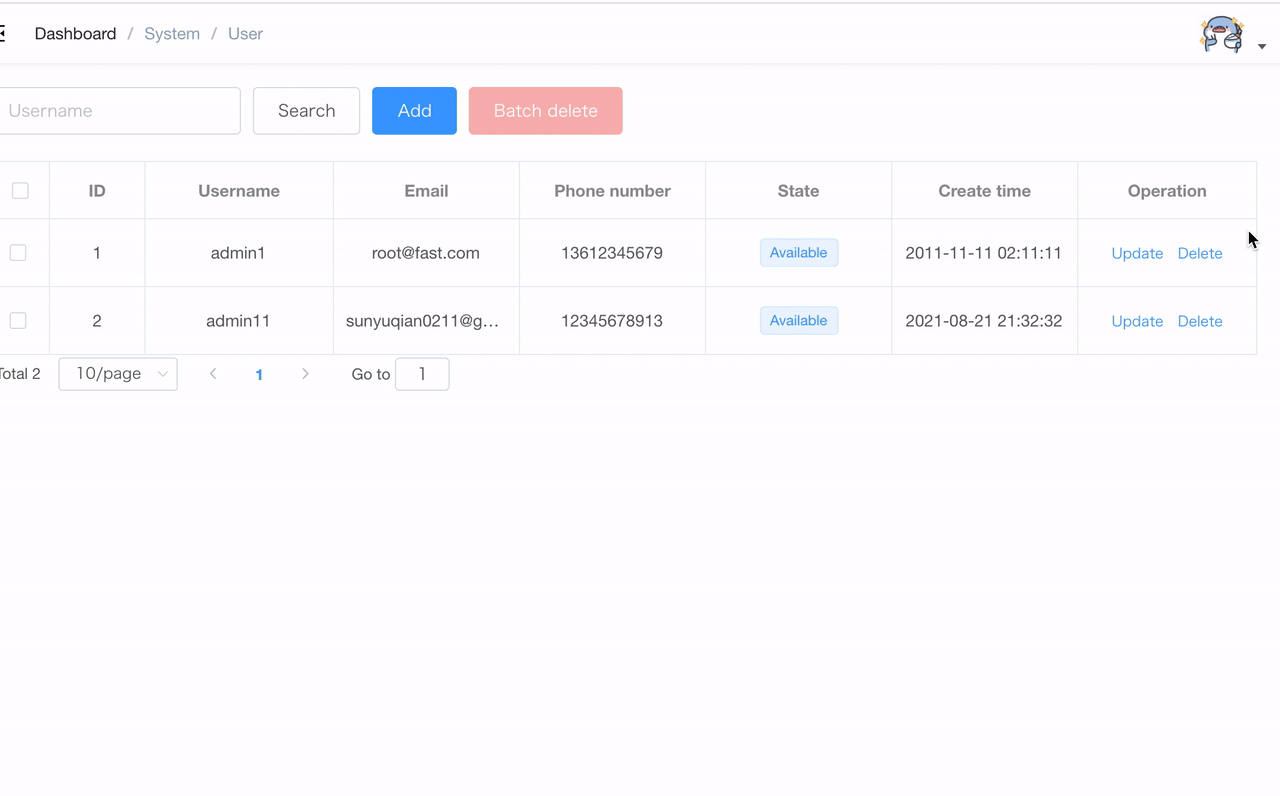 Dashboard / System / User
Username Search Add Batch delete
ID Username Email Phone number State Create time Operation
1 admin1 root@fast.com 13612345679 Available 2011-11-11 02:11:11 Update Delete
2 admin11 sunyuqian0211@g... 12345678913 Available 2021-08-21 21:32:32 Update Delete
Total 2 10/page 1 Go to 1